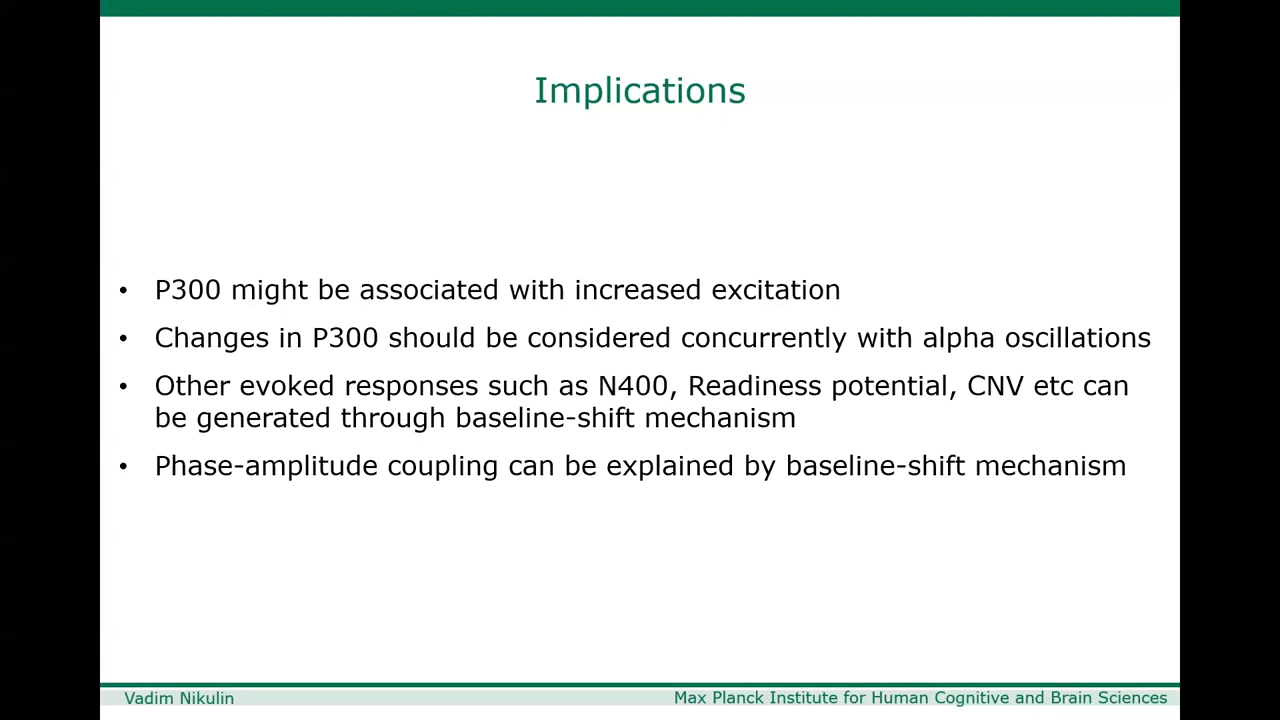 Implications
• P300 might be associated with increased excitation
• Changes in P300 should be considered concurrently with alpha oscillations
• Other evoked responses such as N400, Readiness potential, CNV etc can
be generated through baseline-shift mechanism
• Phase-amplitude coupling can be explained by baseline-shift mechanism
Vadim Nikulin
Max Planck Institute for Human Cognitive and Brain Sciences